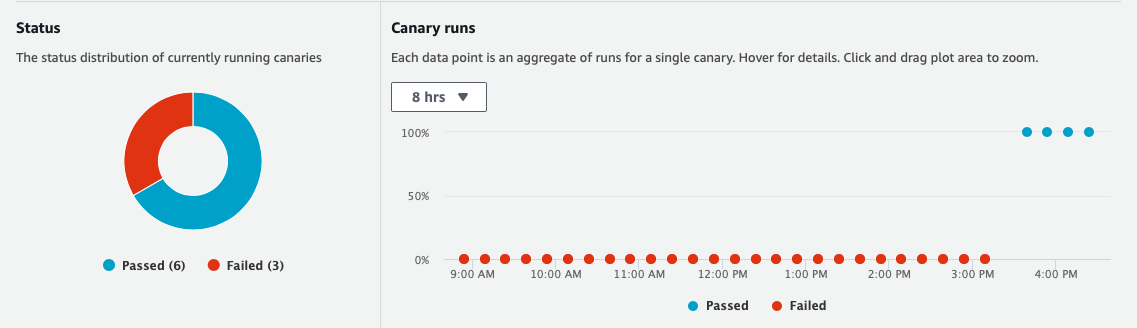 Status
The status distribution of currently running canaries
Passed (6)
Failed (3)
Canary runs
Each data point is an aggregate of runs for a single canary. Hover for details. Click and drag plot area to zoom.
8 hrs
100%
50%
0%
9:00 AM 10:00 AM 11:00 AM 12:00 PM 1:00 PM 2:00 PM 3:00 PM 4:00 PM
Passed Failed